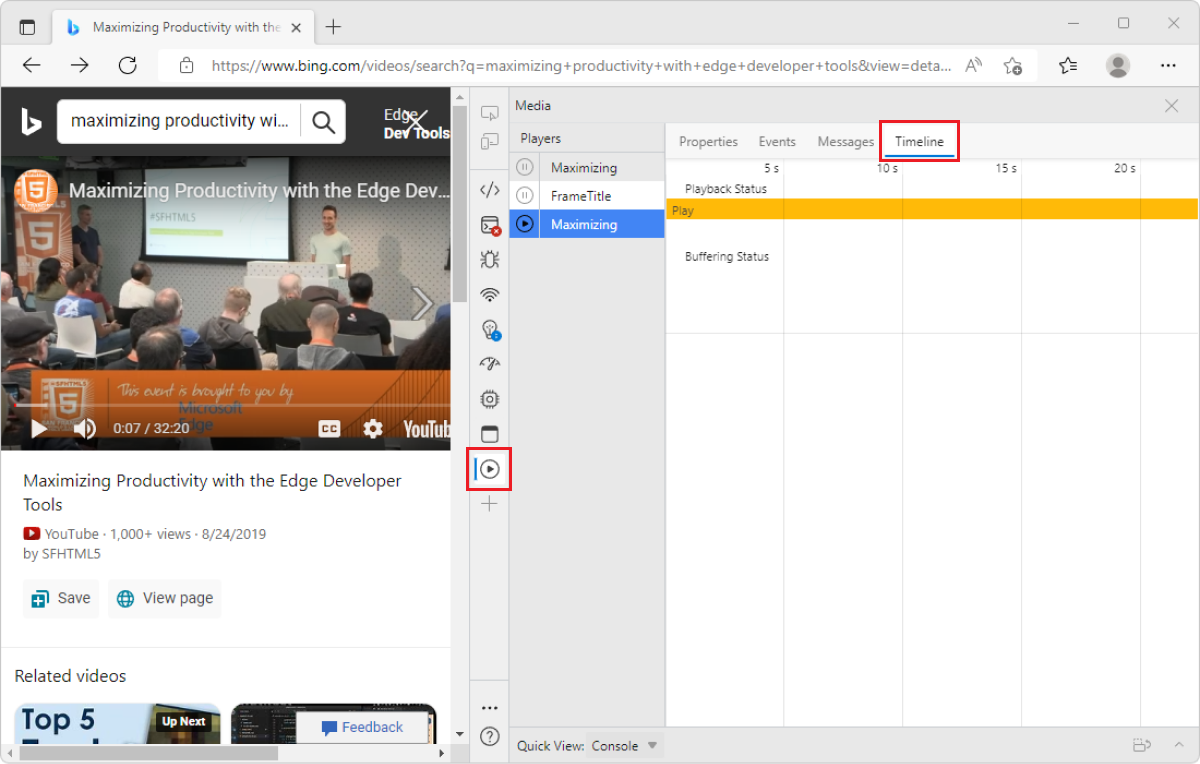 Maximizing Productivity with the
https://www.bing.com/videos/search?q=maximizing+productivity+with+edge+developer+tools&view=deta...
maximizing productivity wi...
Edge
Dev Tools
Maximizing Productivity with the Edge Dev...
#SFHTML5
5
This event is brought to you by
Microsoft
Edge
0:07 / 32:20
CC
YouTub
Maximizing Productivity with the Edge Developer
Tools
YouTube · 1,000+ views · 8/24/2019
by SFHTML5
Save
View page
Related videos
Top 5
Up Next
Feedback
Media
Players
Maximizing
FrameTitle
Maximizing
Properties
Events
Messages
Timeline
5 s
10 s
15 s
20 s
Playback Status
Play
Buffering Status
Quick View:
Console